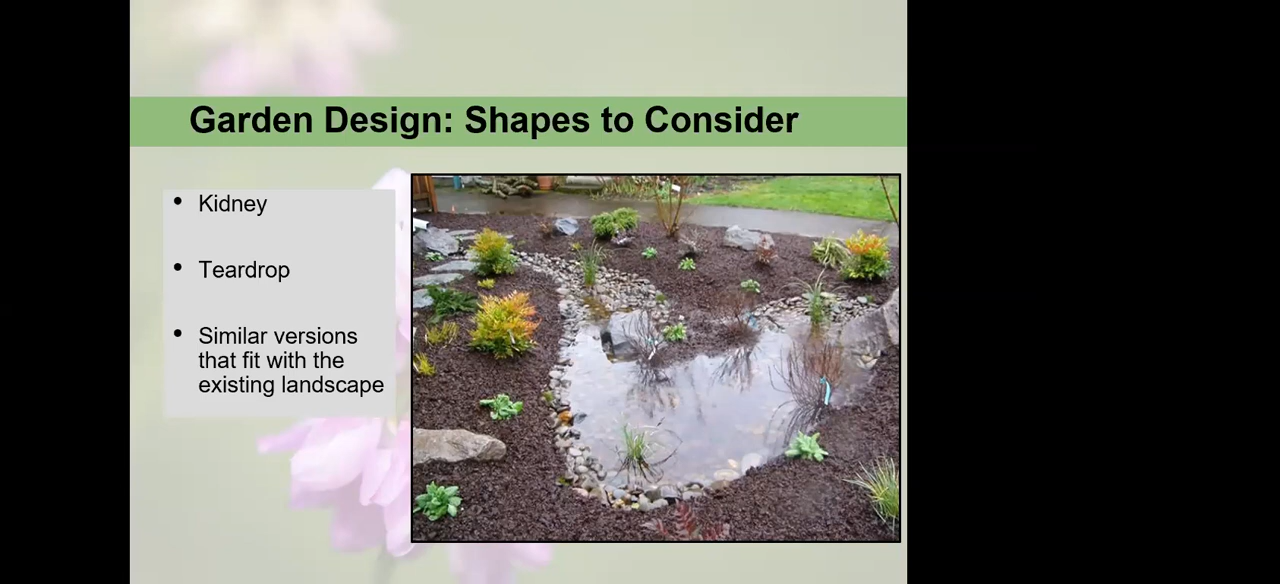 Garden Design: Shapes to Consider
• Kidney
• Teardrop
• Similar versions
that fit with the
existing landscape